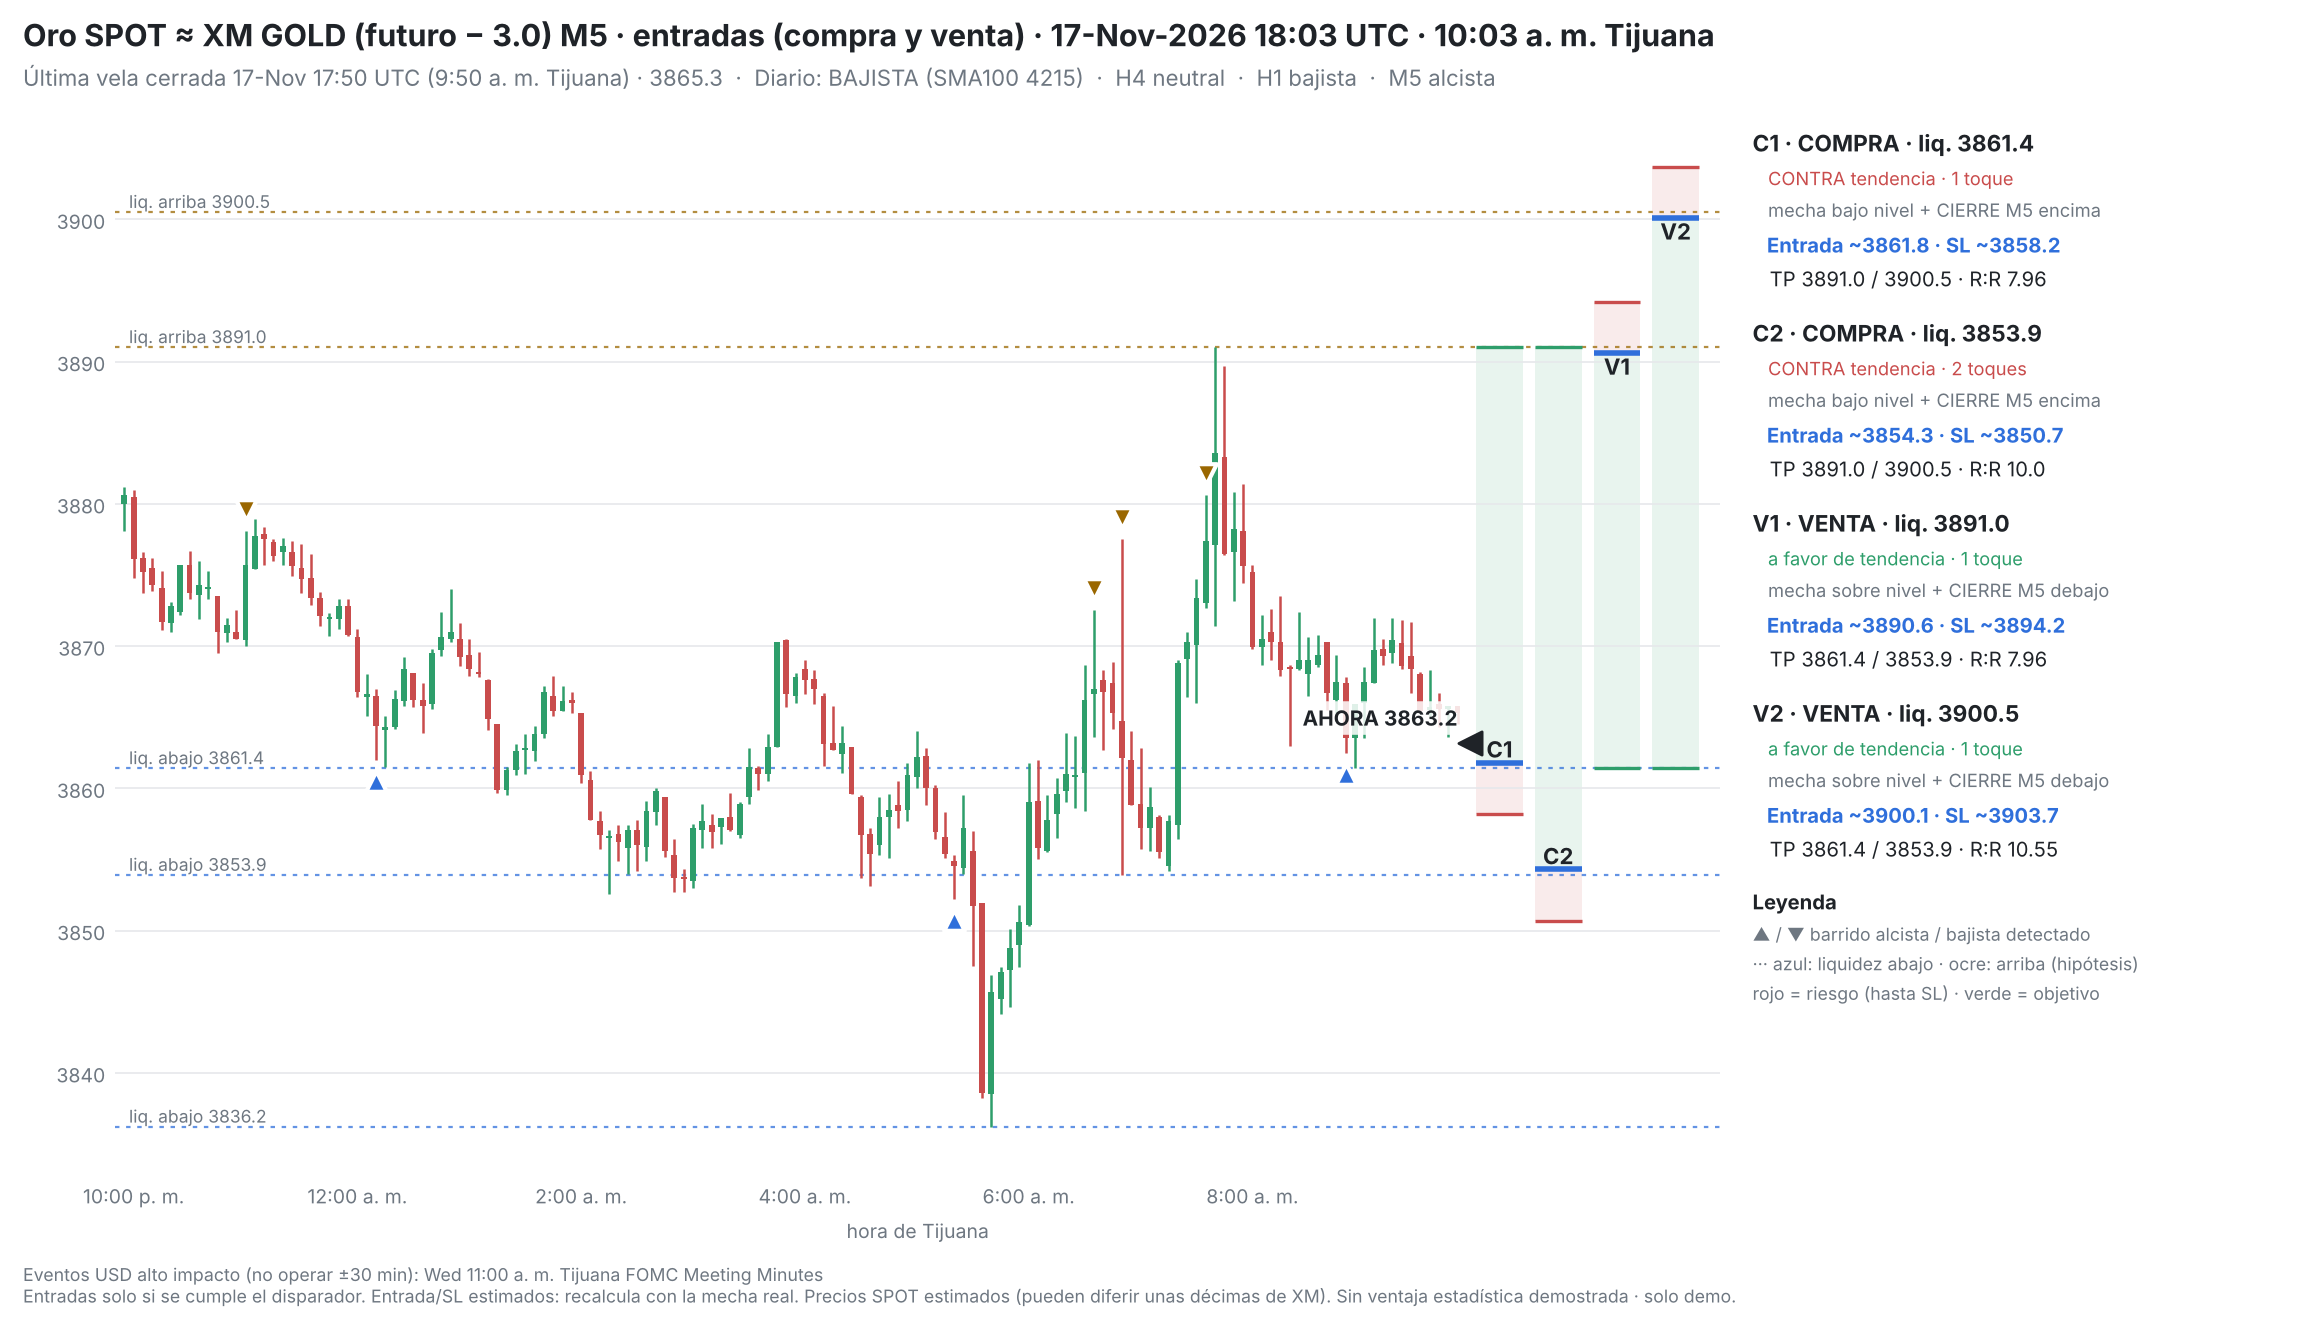 Oro SPOT ≈ XM GOLD (futuro − 3.0) M5 · entradas (compra y venta) · 17-Nov-2026 18:03 UTC · 10:03 a. m. Tijuana
Última vela cerrada 17-Nov 17:50 UTC (9:50 a. m. Tijuana) · 3865.3 · Diario: BAJISTA (SMA100 4215) · H4 neutral · H1 bajista · M5 alcista
liq. arriba 3900.5
3900
liq. arriba 3891.0
3890
3880
3870
liq. abajo 3861.4
3860
liq. abajo 3853.9
3850
3840
liq. abajo 3836.2
AHORA 3863.2
C1
C2
V1
V2
10:00 p. m.
12:00 a. m.
2:00 a. m.
4:00 a. m.
6:00 a. m.
8:00 a. m.
hora de Tijuana
C1 · COMPRA · liq. 3861.4
CONTRA tendencia · 1 toque
mecha bajo nivel + CIERRE M5 encima
Entrada ~3861.8 · SL ~3858.2
TP 3891.0 / 3900.5 · R:R 7.96
C2 · COMPRA · liq. 3853.9
CONTRA tendencia · 2 toques
mecha bajo nivel + CIERRE M5 encima
Entrada ~3854.3 · SL ~3850.7
TP 3891.0 / 3900.5 · R:R 10.0
V1 · VENTA · liq. 3891.0
a favor de tendencia · 1 toque
mecha sobre nivel + CIERRE M5 debajo
Entrada ~3890.6 · SL ~3894.2
TP 3861.4 / 3853.9 · R:R 7.96
V2 · VENTA · liq. 3900.5
a favor de tendencia · 1 toque
mecha sobre nivel + CIERRE M5 debajo
Entrada ~3900.1 · SL ~3903.7
TP 3861.4 / 3853.9 · R:R 10.55
Leyenda
▲ / ▼ barrido alcista / bajista detectado
··· azul: liquidez abajo · ocre: arriba (hipótesis)
rojo = riesgo (hasta SL) · verde = objetivo
Eventos USD alto impacto (no operar ±30 min): Wed 11:00 a. m. Tijuana FOMC Meeting Minutes
Entradas solo si se cumple el disparador. Entrada/SL estimados: recalcula con la mecha real. Precios SPOT estimados (pueden diferir unas décimas de XM). Sin ventaja estadística demostrada · solo demo.